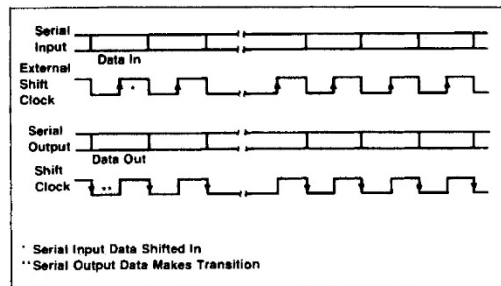 Serial
Input
Data In
External
Shift
Clock
*
Serial
Output
Data Out
Shift
Clock
**
* Serial Input Data Shifted In
**Serial Output Data Makes Transition